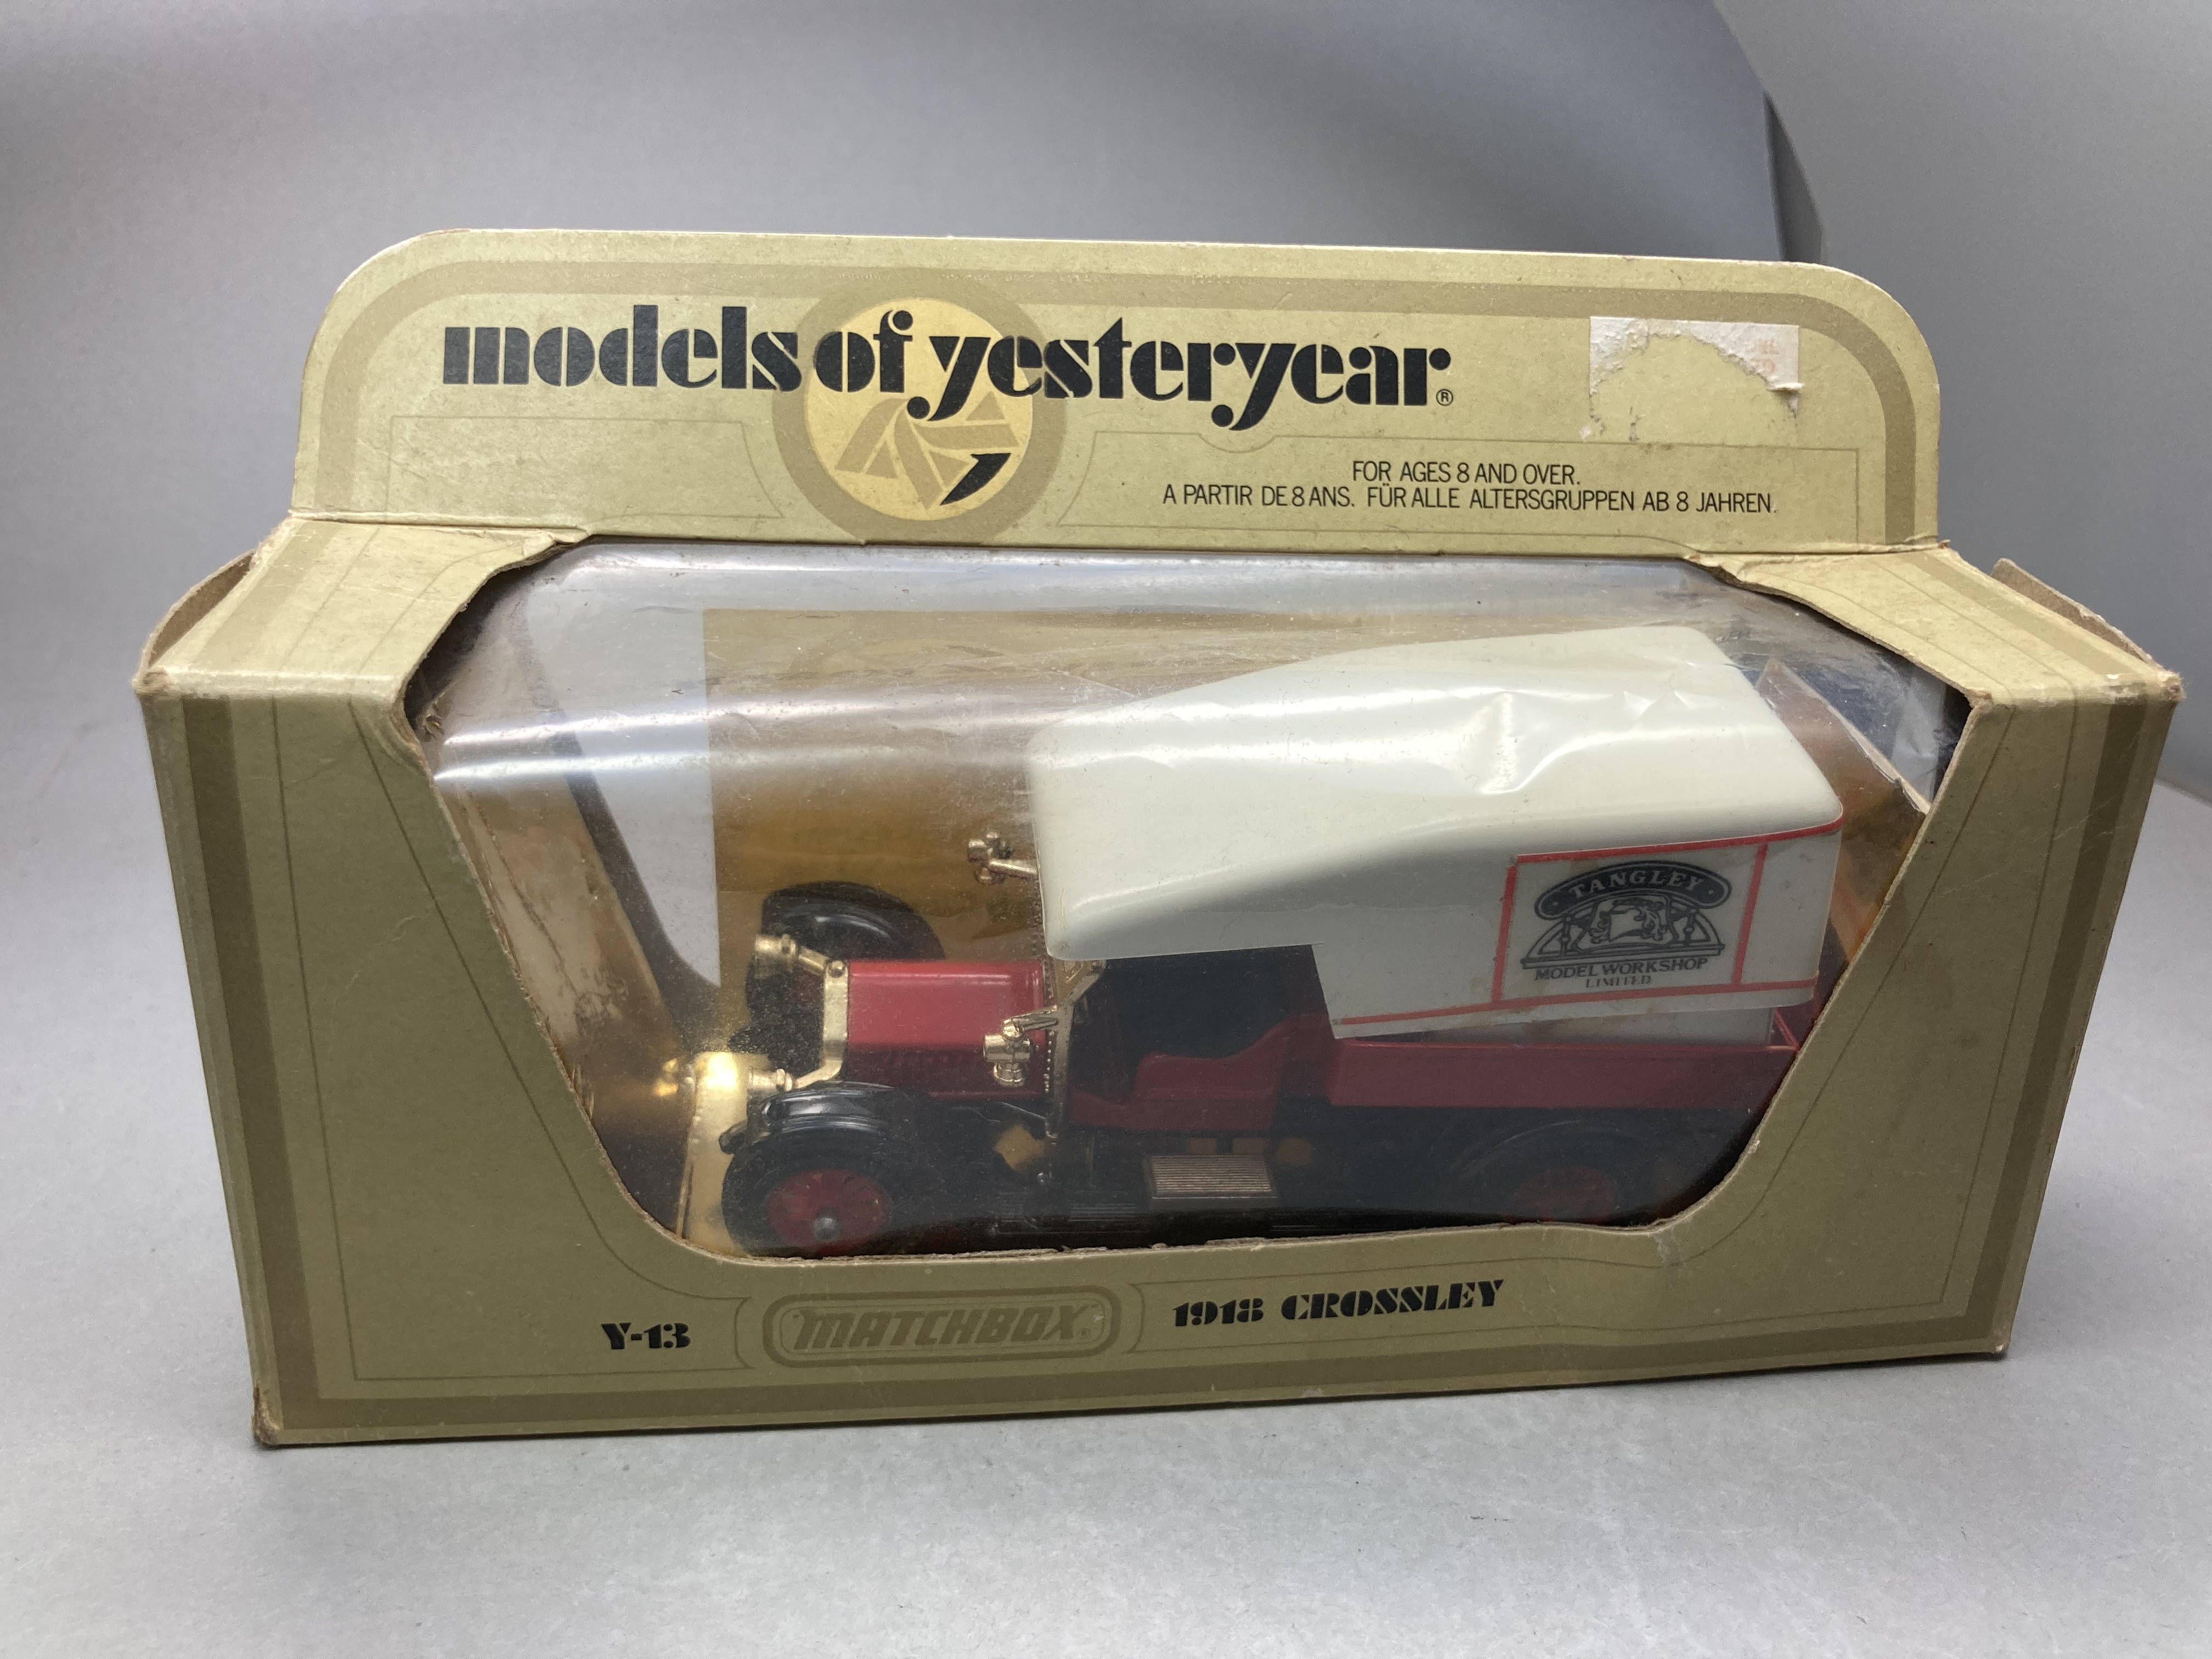 models of yesteryear®
FOR AGES 8 AND OVER.
A PARTIR DE 8 ANS. FÜR ALLE ALTERSGRUPPEN AB 8 JAHREN.
TANGLEY
MODEL WORKSHOP
LIMITED
Y-13 MATCHBOX® 1918 CROSSLEY